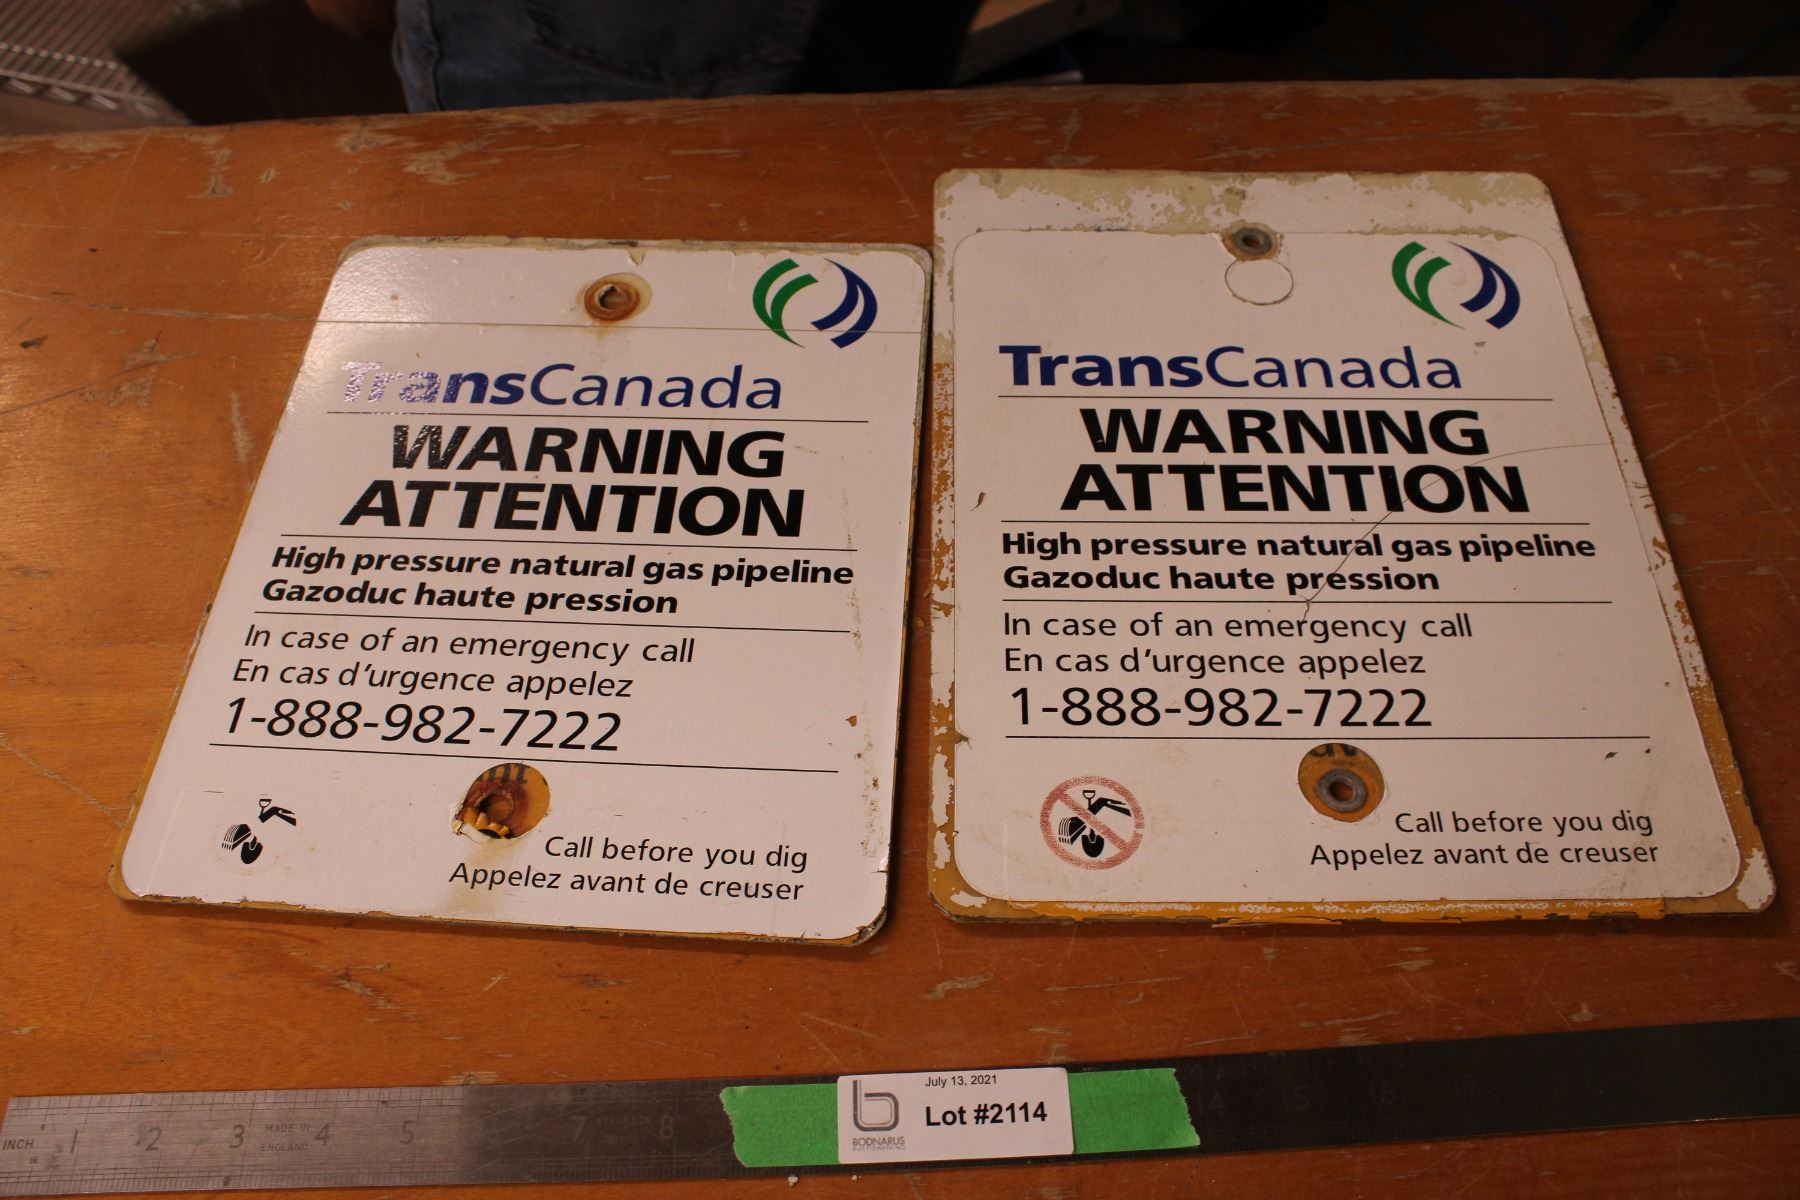 TransCanada
WARNING
ATTENTION
High pressure natural gas pipeline
Gazoduc haute pression
In case of an emergency call
En cas d'urgence appelez
1-888-982-7222
Call before you dig
Appelez avant de creuser
TransCanada
WARNING
ATTENTION
High pressure natural gas pipeline
Gazoduc haute pression
In case of an emergency call
En cas d'urgence appelez
1-888-982-7222
Call before you dig
Appelez avant de creuser
July 13, 2021
Lot #2114
BODNARUS
AUCTIONEERING
INCH 1 2 3 MADE IN ENGLAND 4 5 7 8 14 15 16 17